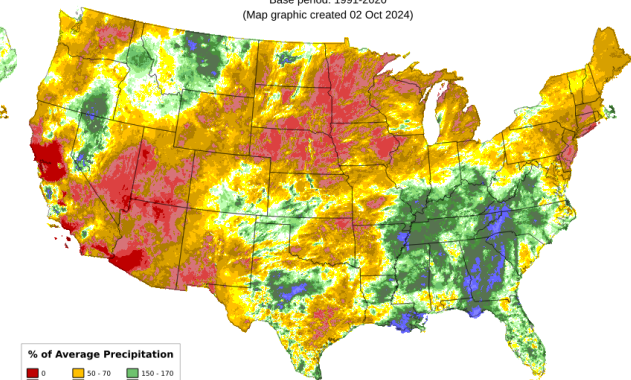 Base period: 1991-2020
(Map graphic created 02 Oct 2024)
% of Average Precipitation
0 50 - 70 150 - 170